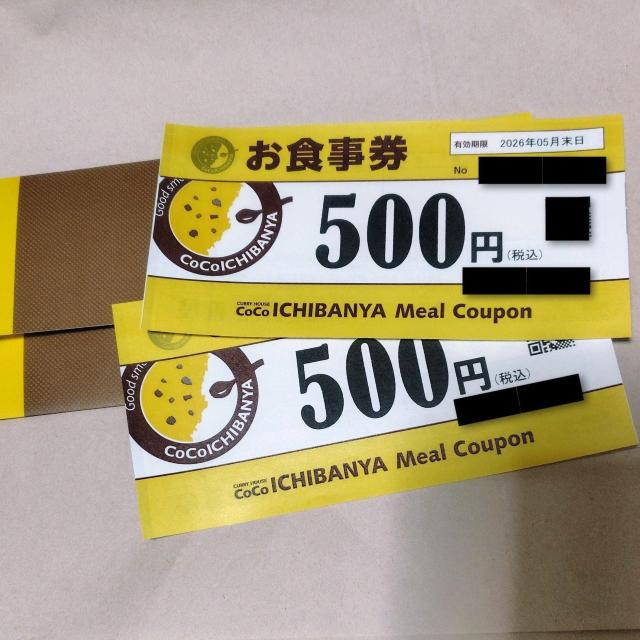 お食事券
有効期限 2026年05月末日
No
Good smell
CoCoICHIBANYA
500円(税込)
CURRY HOUSE
CoCo ICHIBANYA Meal Coupon
Good
CoCoICHIBANYA
500円(税込)
CURRY HOUSE
CoCo ICHIBANYA Meal Coupon